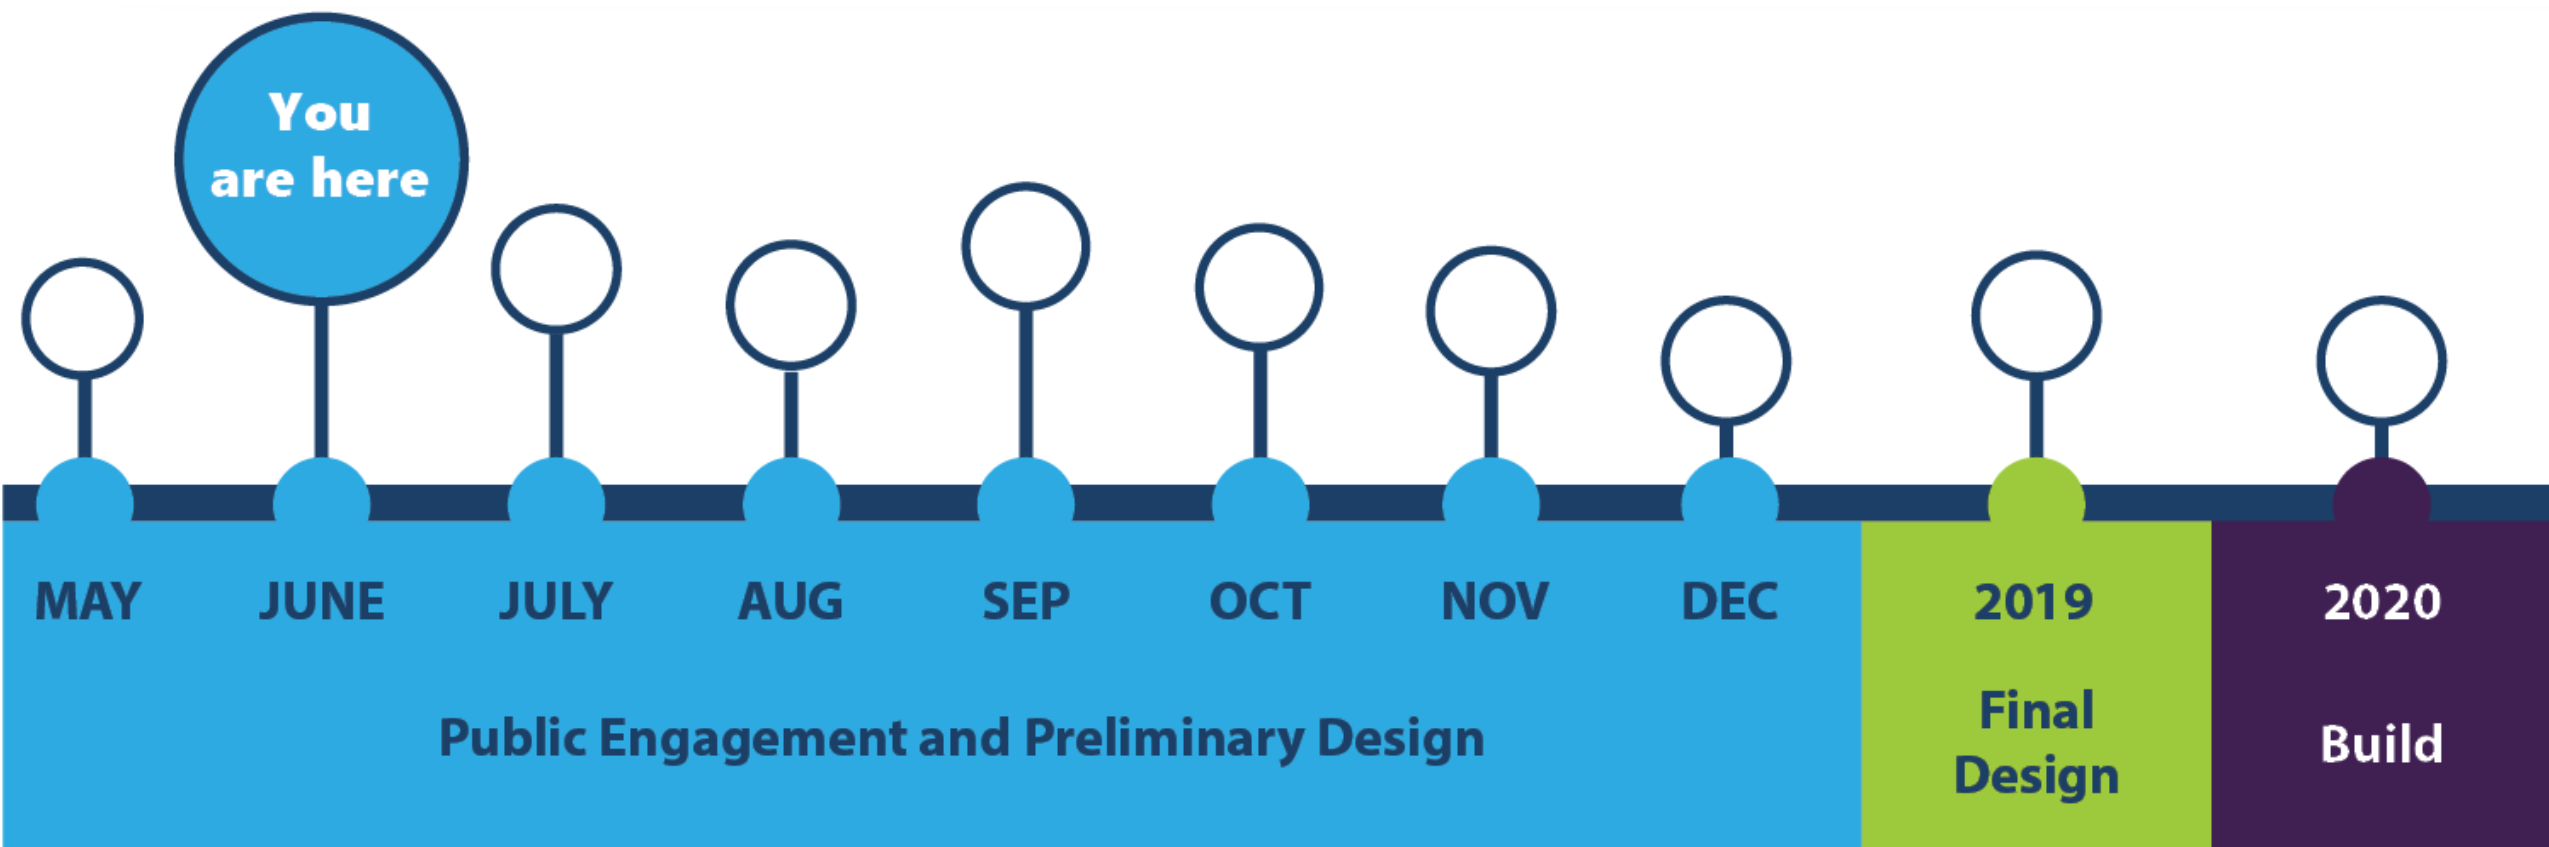 You
are here
MAY JUNE JULY AUG SEP OCT NOV DEC 2019 2020
Public Engagement and Preliminary Design
Final
Design
Build